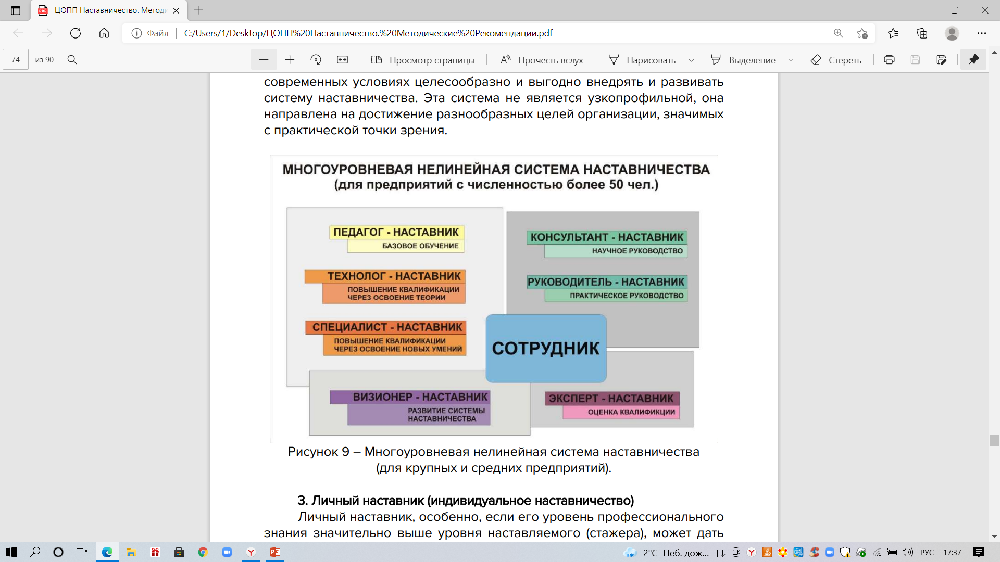 ЦОПП Наставничество. Методи
Файл
C:/Users/1/Desktop/ЦОПП%20Наставничество.%20Методические%20Рекомендации.pdf
74
из 90
Просмотр страницы
Прочесть вслух
Нарисовать
Выделение
Стереть
современных условиях целесообразно и выгодно внедрять и развивать
систему наставничества. Эта система не является узкопрофильной, она
направлена на достижение разнообразных целей организации, значимых
с практической точки зрения.
МНОГОУРОВНЕВАЯ НЕЛИНЕЙНАЯ СИСТЕМА НАСТАВНИЧЕСТВА
(для предприятий с численностью более 50 чел.)
ПЕДАГОГ - НАСТАВНИК
БАЗОВОЕ ОБУЧЕНИЕ
ТЕХНОЛОГ - НАСТАВНИК
ПОВЫШЕНИЕ КВАЛИФИКАЦИИ
ЧЕРЕЗ ОСВОЕНИЕ ТЕОРИИ
СПЕЦИАЛИСТ - НАСТАВНИК
ПОВЫШЕНИЕ КВАЛИФИКАЦИИ
ЧЕРЕЗ ОСВОЕНИЕ НОВЫХ УМЕНИЙ
КОНСУЛЬТАНТ - НАСТАВНИК
НАУЧНОЕ РУКОВОДСТВО
РУКОВОДИТЕЛЬ - НАСТАВНИК
ПРАКТИЧЕСКОЕ РУКОВОДСТВО
СОТРУДНИК
ВИЗИОНЕР - НАСТАВНИК
РАЗВИТИЕ СИСТЕМЫ
НАСТАВНИЧЕСТВА
ЭКСПЕРТ - НАСТАВНИК
ОЦЕНКА КВАЛИФИКЦИИ
Рисунок 9 – Многоуровневая нелинейная система наставничества
(для крупных и средних предприятий).
3. Личный наставник (индивидуальное наставничество)
Личный наставник, особенно, если его уровень профессионального
знания значительно выше уровня наставляемого (стажера), может дать
2°C Неб. дож...
РУС
17:37